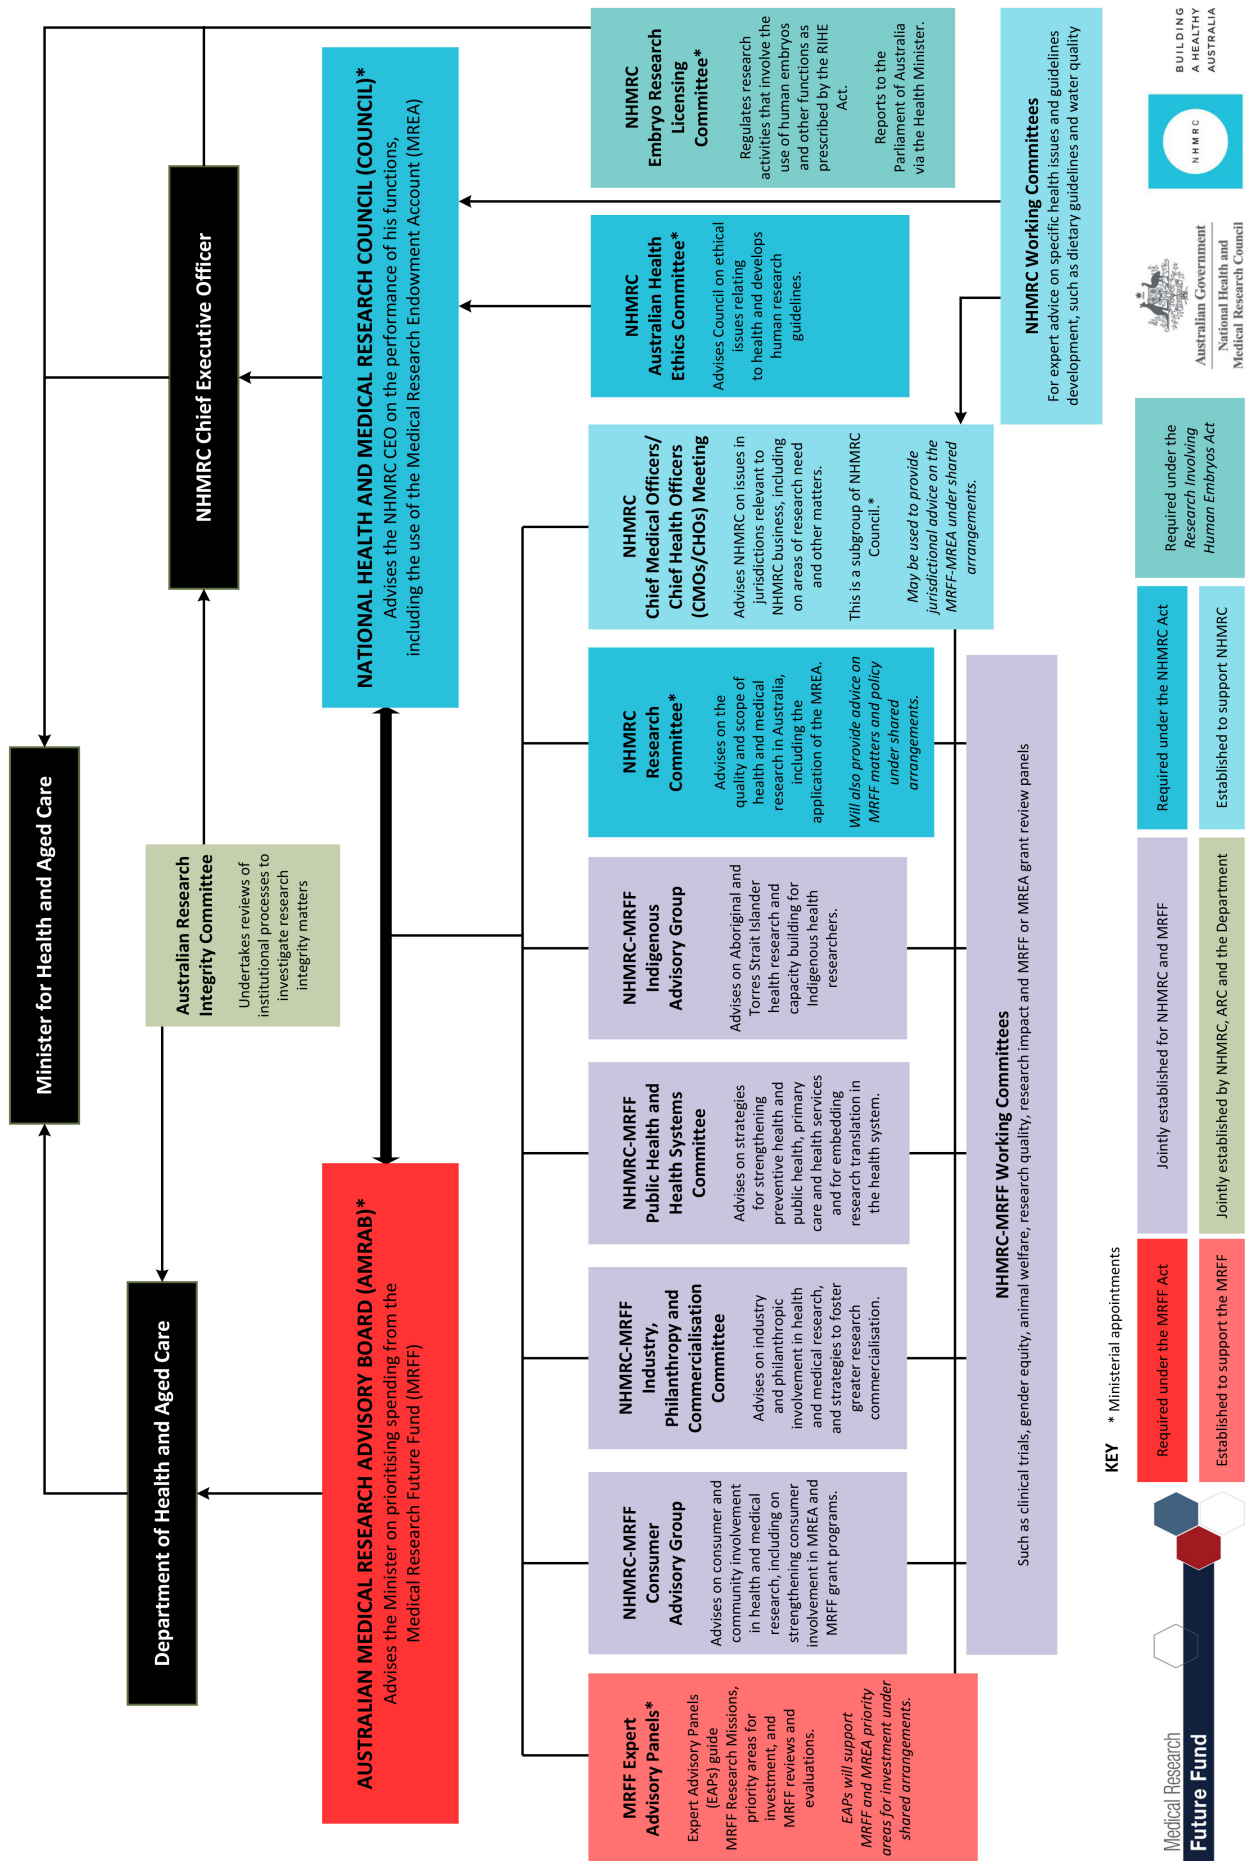 Minister for Health and Aged Care
Department of Health and Aged Care
Australian Research
Integrity Committee
Undertakes reviews of
institutional processes to
investigate research
integrity matters
NHMRC Chief Executive Officer
AUSTRALIAN MEDICAL RESEARCH ADVISORY BOARD (AMRAB)*
Advises the Minister on prioritising spending from the
Medical Research Future Fund (MRFF)
NATIONAL HEALTH AND MEDICAL RESEARCH COUNCIL (COUNCIL)*
Advises the NHMRC CEO on the performance of his functions,
including the use of the Medical Research Endowment Account (MREA)
MRFF Expert
Advisory Panels*
Expert Advisory Panels
(EAPs) guide
MRFF Research Missions,
priority areas for
investment, and
MRFF reviews and
evaluations.
EAPs will support
MRFF and MREA priority
areas for investment under
shared arrangements.
NHMRC-MRFF
Consumer
Advisory Group
Advises on consumer and
community involvement
in health and medical
research, including on
strengthening consumer
involvement in MREA and
MRFF grant programs.
NHMRC-MRFF
Industry,
Philanthropy and
Commercialisation
Committee
Advises on industry
and philanthropic
involvement in health
and medical research,
and strategies to foster
greater research
commercialisation.
NHMRC-MRFF
Public Health and
Health Systems
Committee
Advises on strategies
for strengthening
preventive health and
public health, primary
care and health services
and for embedding
research translation in
the health system.
NHMRC-MRFF
Indigenous
Advisory Group
Advises on Aboriginal and
Torres Strait Islander
health research and
capacity building for
Indigenous health
researchers.
NHMRC
Research
Committee*
Advises on the
quality and scope of
health and medical
research in Australia,
including the
application of the MREA.
Will also provide advice on
MRFF matters and policy
under shared
arrangements.
NHMRC
Chief Medical Officers/
Chief Health Officers
(CMOs/CHOs) Meeting
Advises NHMRC on issues in
jurisdictions relevant to
NHMRC business, including
on areas of research need
and other matters.
This is a subgroup of NHMRC
Council.*
May be used to provide
jurisdictional advice on the
MRFF-MREA under shared
arrangements.
NHMRC
Australian Health
Ethics Committee*
Advises Council on ethical
issues relating
to health and develops
human research
guidelines.
NHMRC
Embryo Research
Licensing
Committee*
Regulates research
activities that involve the
use of human embryos
and other functions as
prescribed by the RIHE
Act.
Reports to the
Parliament of Australia
via the Health Minister.
NHMRC-MRFF Working Committees
Such as clinical trials, gender equity, animal welfare, research quality, research impact and MRFF or MREA grant review panels
NHMRC Working Committees
For expert advice on specific health issues and guidelines
development, such as dietary guidelines and water quality
Medical Research
Future Fund
KEY * Ministerial appointments
Required under the MRFF Act
Established to support the MRFF
Jointly established for NHMRC and MRFF
Jointly established by NHMRC, ARC and the Department
Required under the NHMRC Act
Established to support NHMRC
Required under the
Research Involving
Human Embryos Act
Australian Government
National Health and
Medical Research Council
NHMRC
BUILDING
A HEALTHY
AUSTRALIA